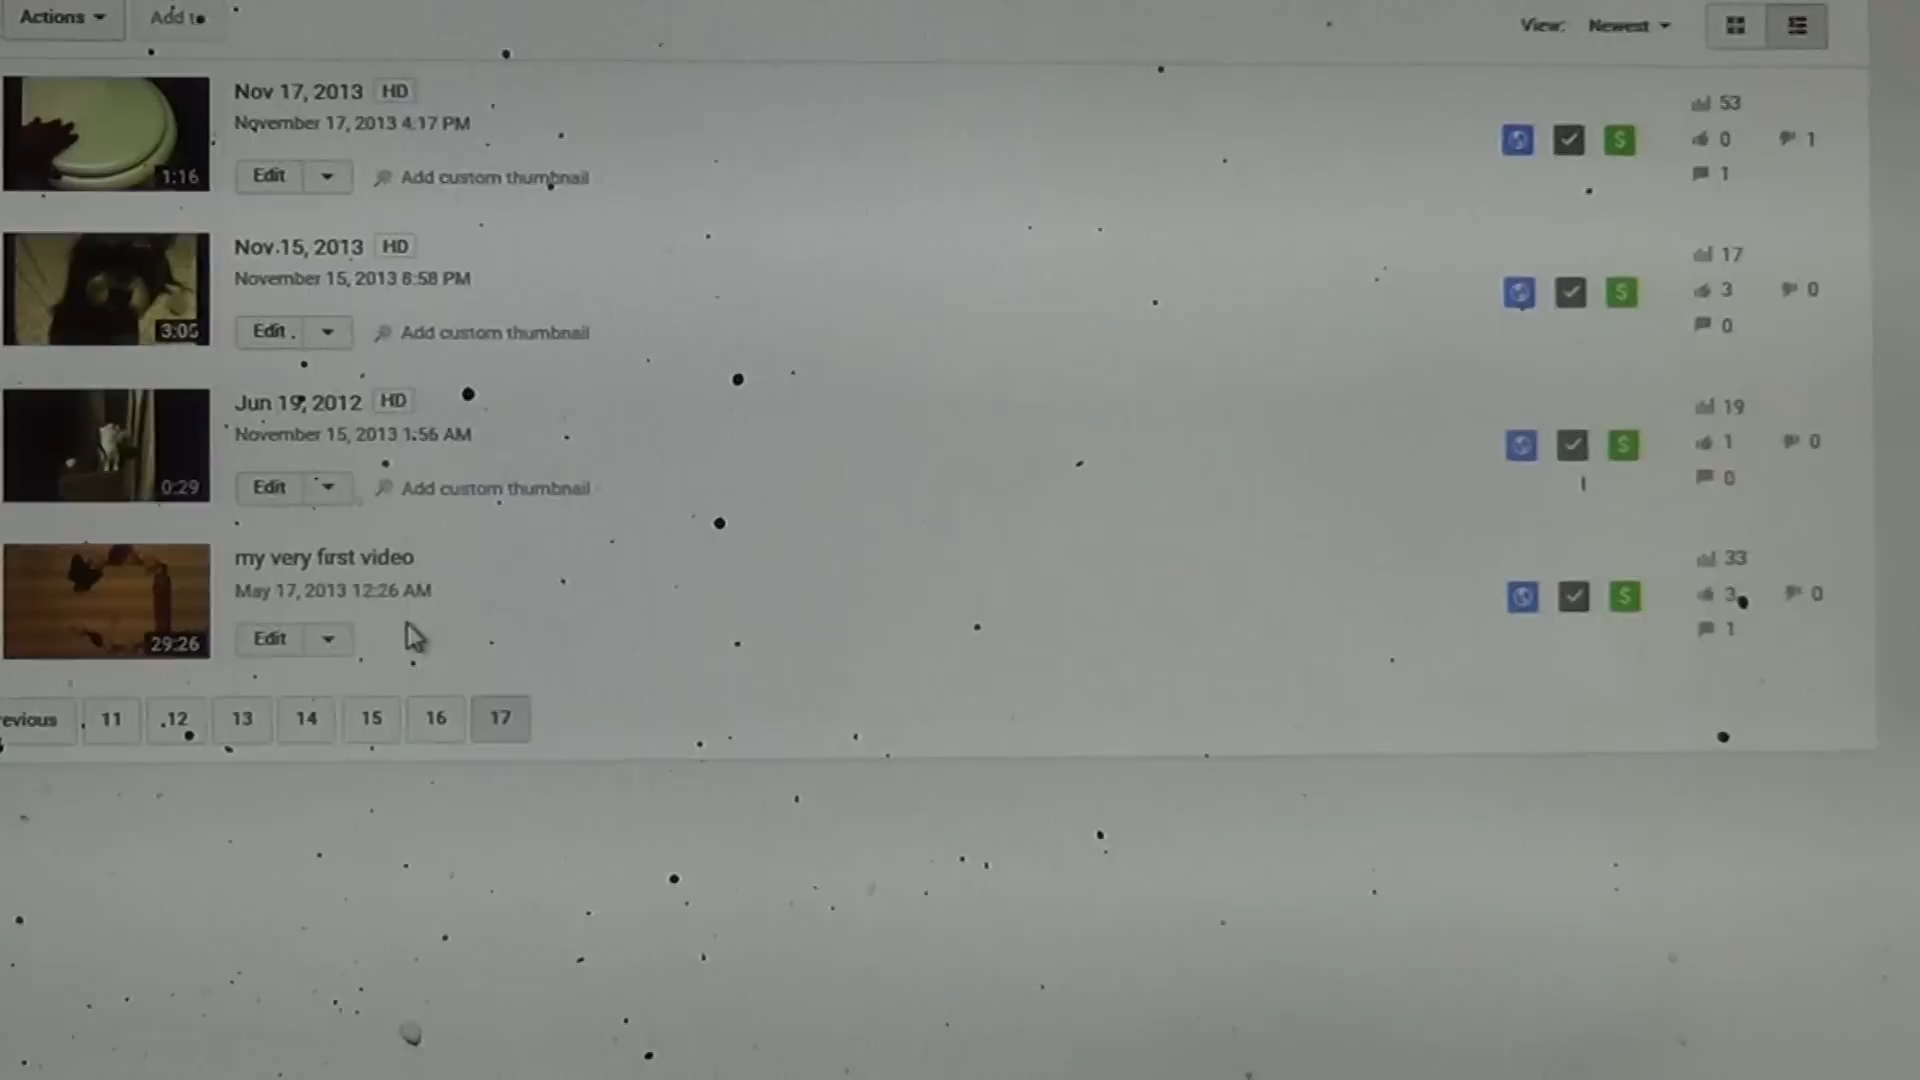 Actions
Add to
View: Newest
Nov 17, 2013 HD
November 17, 2013 4:17 PM
Edit Add custom thumbnail
1:16
53
0 1
1
Nov 15, 2013 HD
November 15, 2013 8:58 PM
Edit Add custom thumbnail
3:05
17
3 0
0
Jun 19, 2012 HD
November 15, 2013 1:56 AM
Edit Add custom thumbnail
0:29
19
1 0
0
my very first video
May 17, 2013 12:26 AM
Edit
29:26
33
3 0
1
evious 11 12 13 14 15 16 17